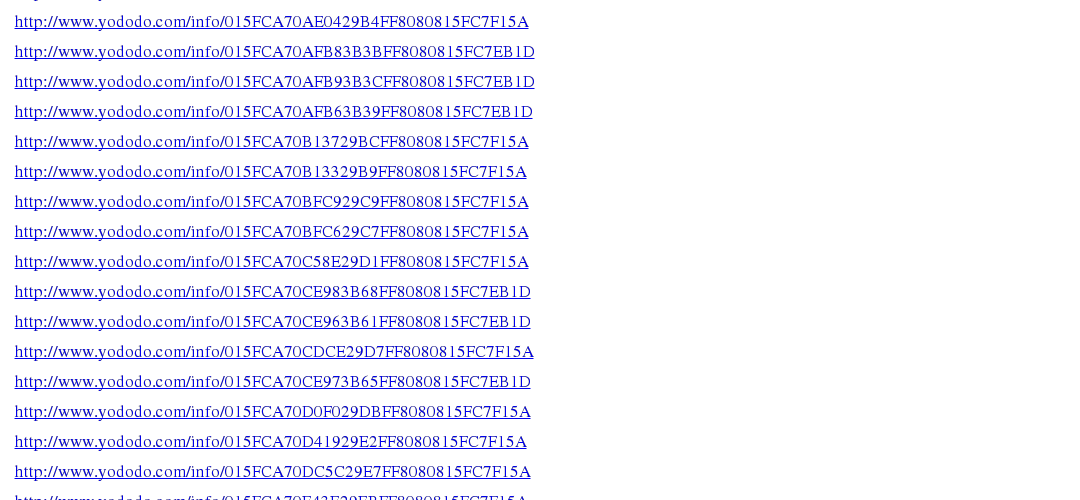 http://www.yododo.com/info/015FCA70AE0429B4FF8080815FC7F15A
http://www.yododo.com/info/015FCA70AFB83B3BFF8080815FC7EB1D
http://www.yododo.com/info/015FCA70AFB93B3CFF8080815FC7EB1D
http://www.yododo.com/info/015FCA70AFB63B39FF8080815FC7EB1D
http://www.yododo.com/info/015FCA70B13729BCFF8080815FC7F15A
http://www.yododo.com/info/015FCA70B13329B9FF8080815FC7F15A
http://www.yododo.com/info/015FCA70BFC929C9FF8080815FC7F15A
http://www.yododo.com/info/015FCA70BFC629C7FF8080815FC7F15A
http://www.yododo.com/info/015FCA70C58E29D1FF8080815FC7F15A
http://www.yododo.com/info/015FCA70CE983B68FF8080815FC7EB1D
http://www.yododo.com/info/015FCA70CE963B61FF8080815FC7EB1D
http://www.yododo.com/info/015FCA70CDCE29D7FF8080815FC7F15A
http://www.yododo.com/info/015FCA70CE973B65FF8080815FC7EB1D
http://www.yododo.com/info/015FCA70D0F029DBFF8080815FC7F15A
http://www.yododo.com/info/015FCA70D41929E2FF8080815FC7F15A
http://www.yododo.com/info/015FCA70DC5C29E7FF8080815FC7F15A